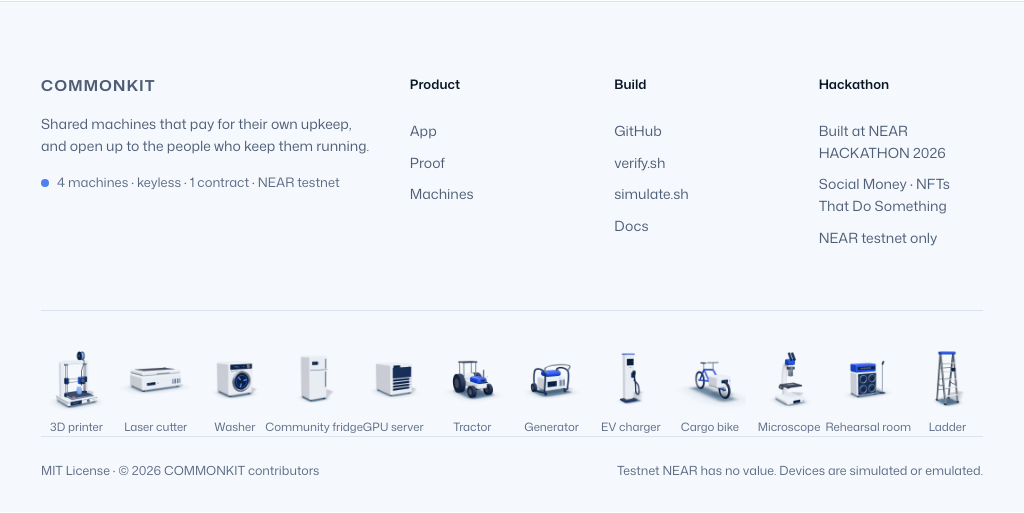 COMMONKIT
Shared machines that pay for their own upkeep,
and open up to the people who keep them running.
4 machines · keyless · 1 contract · NEAR testnet
Product
App
Proof
Machines
Build
GitHub
verify.sh
simulate.sh
Docs
Hackathon
Built at NEAR
HACKATHON 2026
Social Money · NFTs
That Do Something
NEAR testnet only
3D printer
Laser cutter
Washer
Community fridge
GPU server
Tractor
Generator
EV charger
Cargo bike
Microscope
Rehearsal room
Ladder
MIT License · © 2026 COMMONKIT contributors
Testnet NEAR has no value. Devices are simulated or emulated.